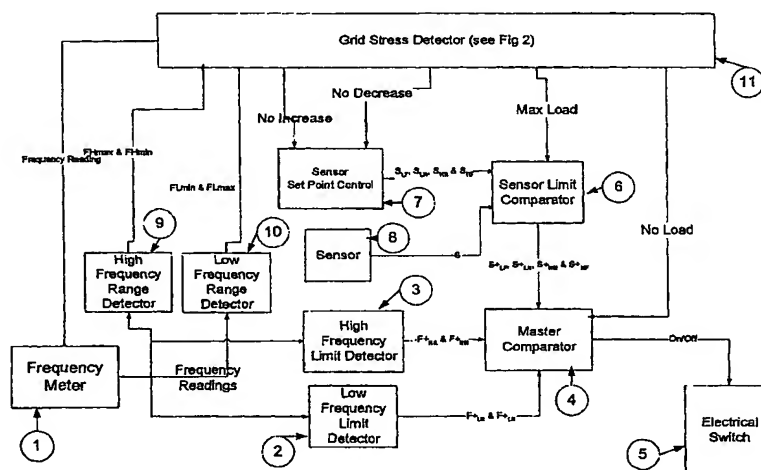 Grid Stress Detector (see Fig 2)
11
No Decrease
No Increase
Max Load
FHmax & FHmin
Frequency Reading
FLmin & FLmax
Sensor
Set Point Control
7
Sensor Limit
Comparator
6
No Load
9
10
8
Sensor
S
High
Frequency
Range
Detector
Low
Frequency
Range
Detector
3
High
Frequency
Limit Detector
Master
Comparator
On/Off
4
Frequency
Meter
1
Frequency
Readings
Low
Frequency
Limit
Detector
2
Electrical
Switch
5